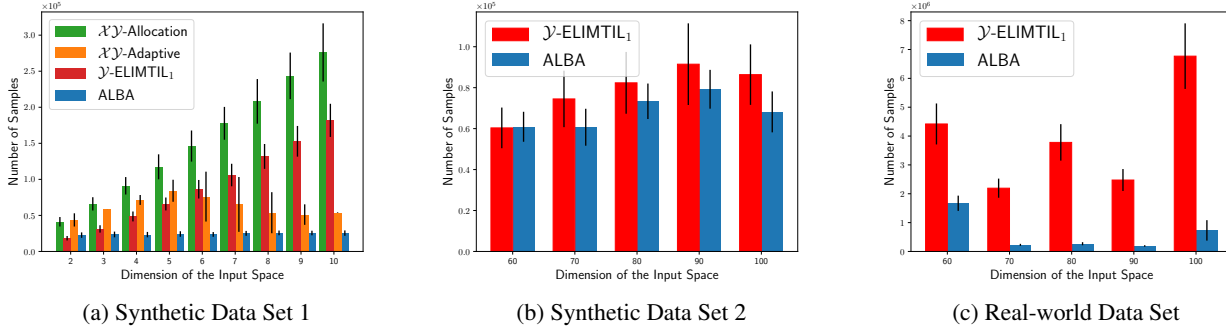 ×10⁵
Number of Samples
3.0
2.5
2.0
1.5
1.0
0.5
0.0
𝒳𝒴-Allocation
𝒳𝒴-Adaptive
𝒴-ELIMTIL₁
ALBA
2 3 4 5 6 7 8 9 10
Dimension of the Input Space
(a) Synthetic Data Set 1
×10⁵
Number of Samples
1.0
0.8
0.6
0.4
0.2
0.0
𝒴-ELIMTIL₁
ALBA
60 70 80 90 100
Dimension of the Input Space
(b) Synthetic Data Set 2
×10⁶
Number of Samples
8
7
6
5
4
3
2
1
0
𝒴-ELIMTIL₁
ALBA
60 70 80 90 100
Dimension of the Input Space
(c) Real-world Data Set